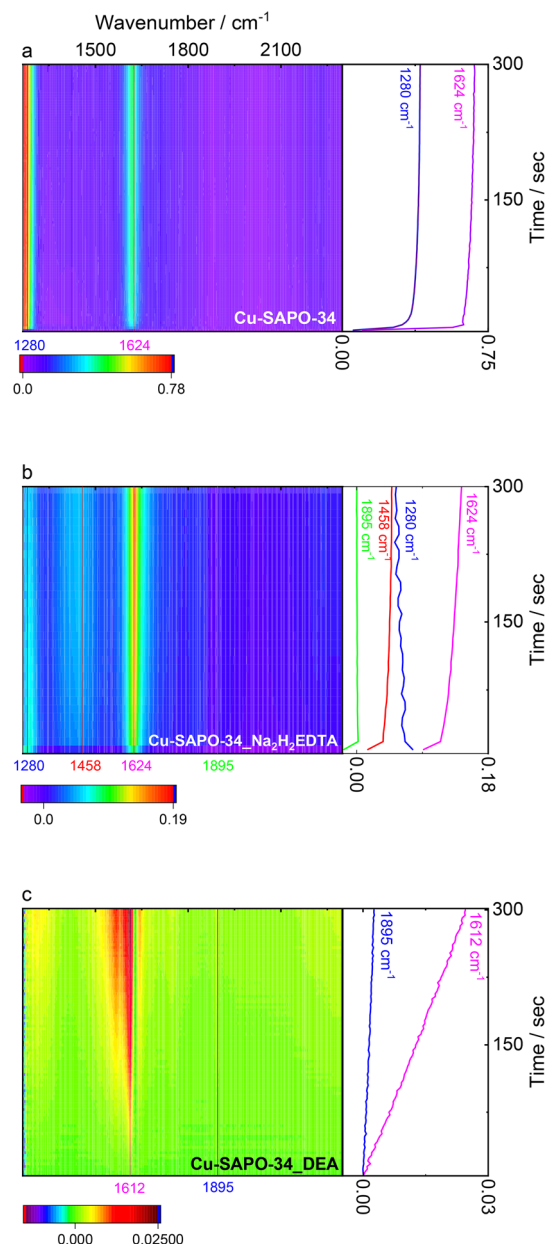 Wavenumber / cm⁻¹
a
1500
1800
2100
300
1280 cm⁻¹
1624 cm⁻¹
Time / sec
150
Cu-SAPO-34
1280
1624
0.00
0.75
0.0
0.78
b
300
1895 cm⁻¹
1458 cm⁻¹
1280 cm⁻¹
1624 cm⁻¹
Time / sec
150
Cu-SAPO-34_Na₂H₂EDTA
1280
1458
1624
1895
0.00
0.18
0.0
0.19
c
300
1895 cm⁻¹
1612 cm⁻¹
Time / sec
150
Cu-SAPO-34_DEA
1612
1895
0.00
0.03
0.000
0.02500